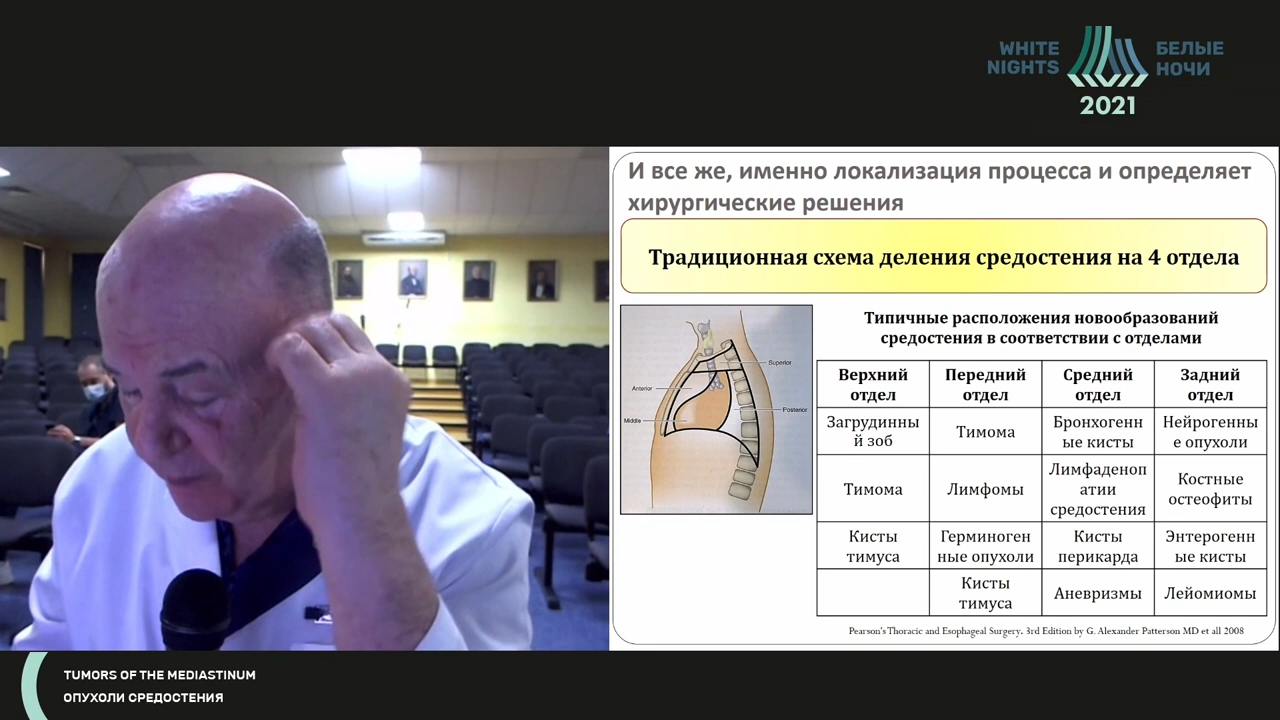 WHITE
NIGHTS
БЕЛЫЕ
НОЧИ
2021
И все же, именно локализация процесса и определяет
хирургические решения
Традиционная схема деления средостения на 4 отдела
Superior
Anterior
Posterior
Middle
Типичные расположения новообразований
средостения в соответствии с отделами
Верхний
отдел
Передний
отдел
Средний
отдел
Задний
отдел
Загрудинны
й зоб
Тимома
Бронхогенн
ые кисты
Нейрогенны
е опухоли
Тимома
Лимфомы
Лимфаденоп
атии
средостения
Костные
остеофиты
Кисты
тимуса
Герминоген
ные опухоли
Кисты
перикарда
Энтерогенн
ые кисты
Кисты
тимуса
Аневризмы
Лейомиомы
Pearson's Thoracic and Esophageal Surgery. 3rd Edition by G. Alexander Patterson MD et all 2008
TUMORS OF THE MEDIASTINUM
ОПУХОЛИ СРЕДОСТЕНИЯ